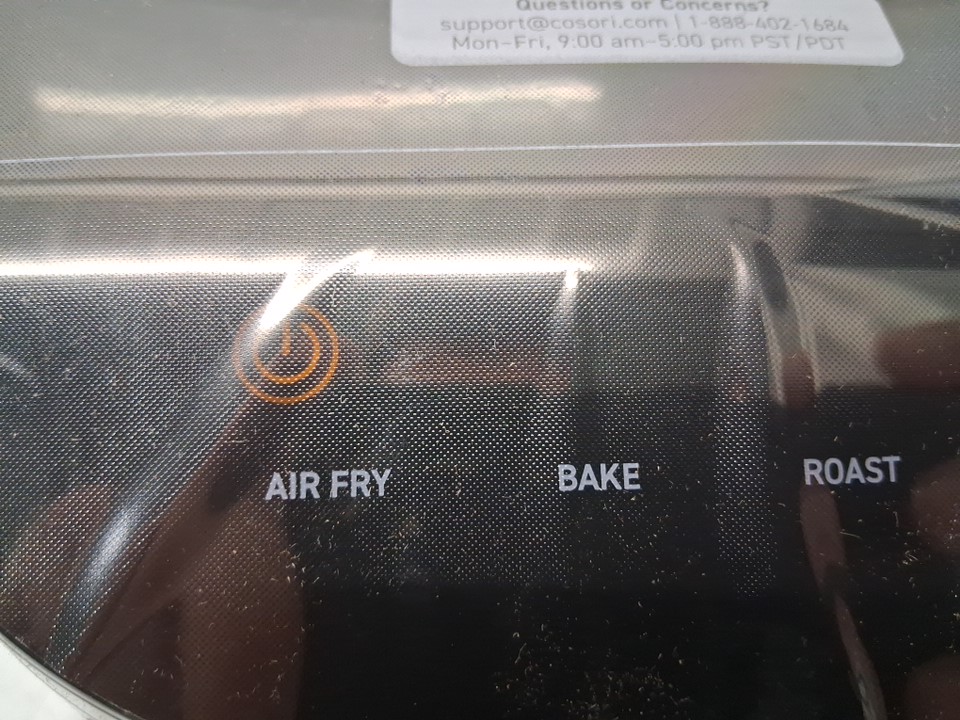 Questions or Concerns?
support@cosori.com | 1-888-402-1684
Mon-Fri, 9:00 am-5:00 pm PST/PDT
AIR FRY BAKE ROAST